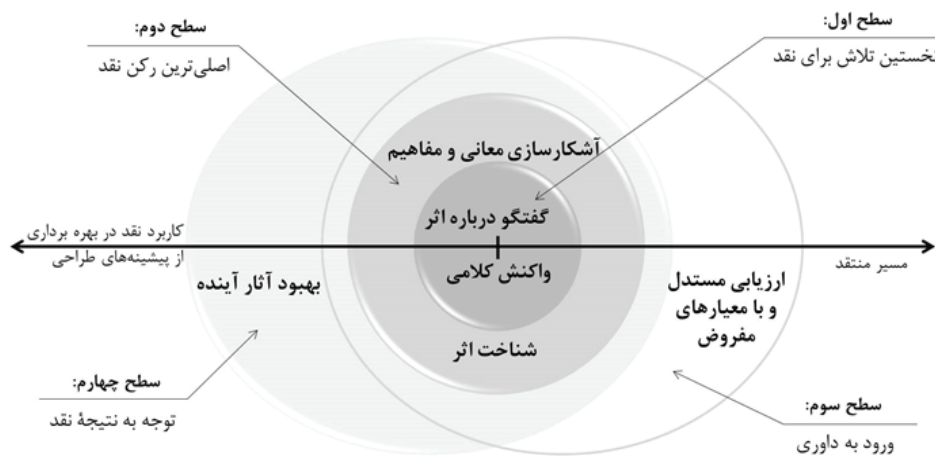 سطح اول:
نخستین تلاش برای نقد
سطح دوم:
اصلی‌ترین رکن نقد
آشکارسازی معانی و مفاهیم
گفتگو درباره اثر
واکنش کلامی
شناخت اثر
مسیر منتقد
ارزیابی مستدل
و با معیارهای
مفروض
کاربرد نقد در بهره برداری
از پیشینه‌های طراحی
بهبود آثار آینده
سطح سوم:
ورود به داوری
سطح چهارم:
توجه به نتیجهٔ نقد